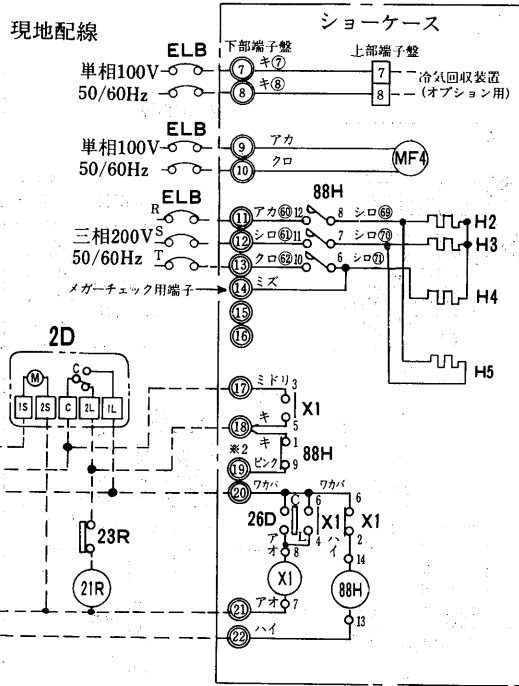 現地配線
ショーケース
ELB
下部端子盤
上部端子盤
単相100V
50/60Hz
7 キ⑦ 7
8 キ⑧ 8
冷気回収装置
(オプション用)
ELB
単相100V
50/60Hz
9 アカ
10 クロ
MF4
ELB
88H
R
三相200V S
50/60Hz T
11 アカ60 12 8 シロ69
12 シロ61 11 7 シロ70
13 クロ62 10 6 シロ71
H2
H3
H4
H5
メガーチェック用端子
14 ミズ
15
16
2D
M
C
1S 2S C 2L 1L
17 ミドリ 3
X1
18 キ 5
キ 1
※2
88H
19 ピンク 9
20 ワカバ
23R
21R
26D
C
L
6
X1
4
6
X1
2
アオ
8
ハイ
14
X1
88H
21 アオ 7
13
22 ハイ